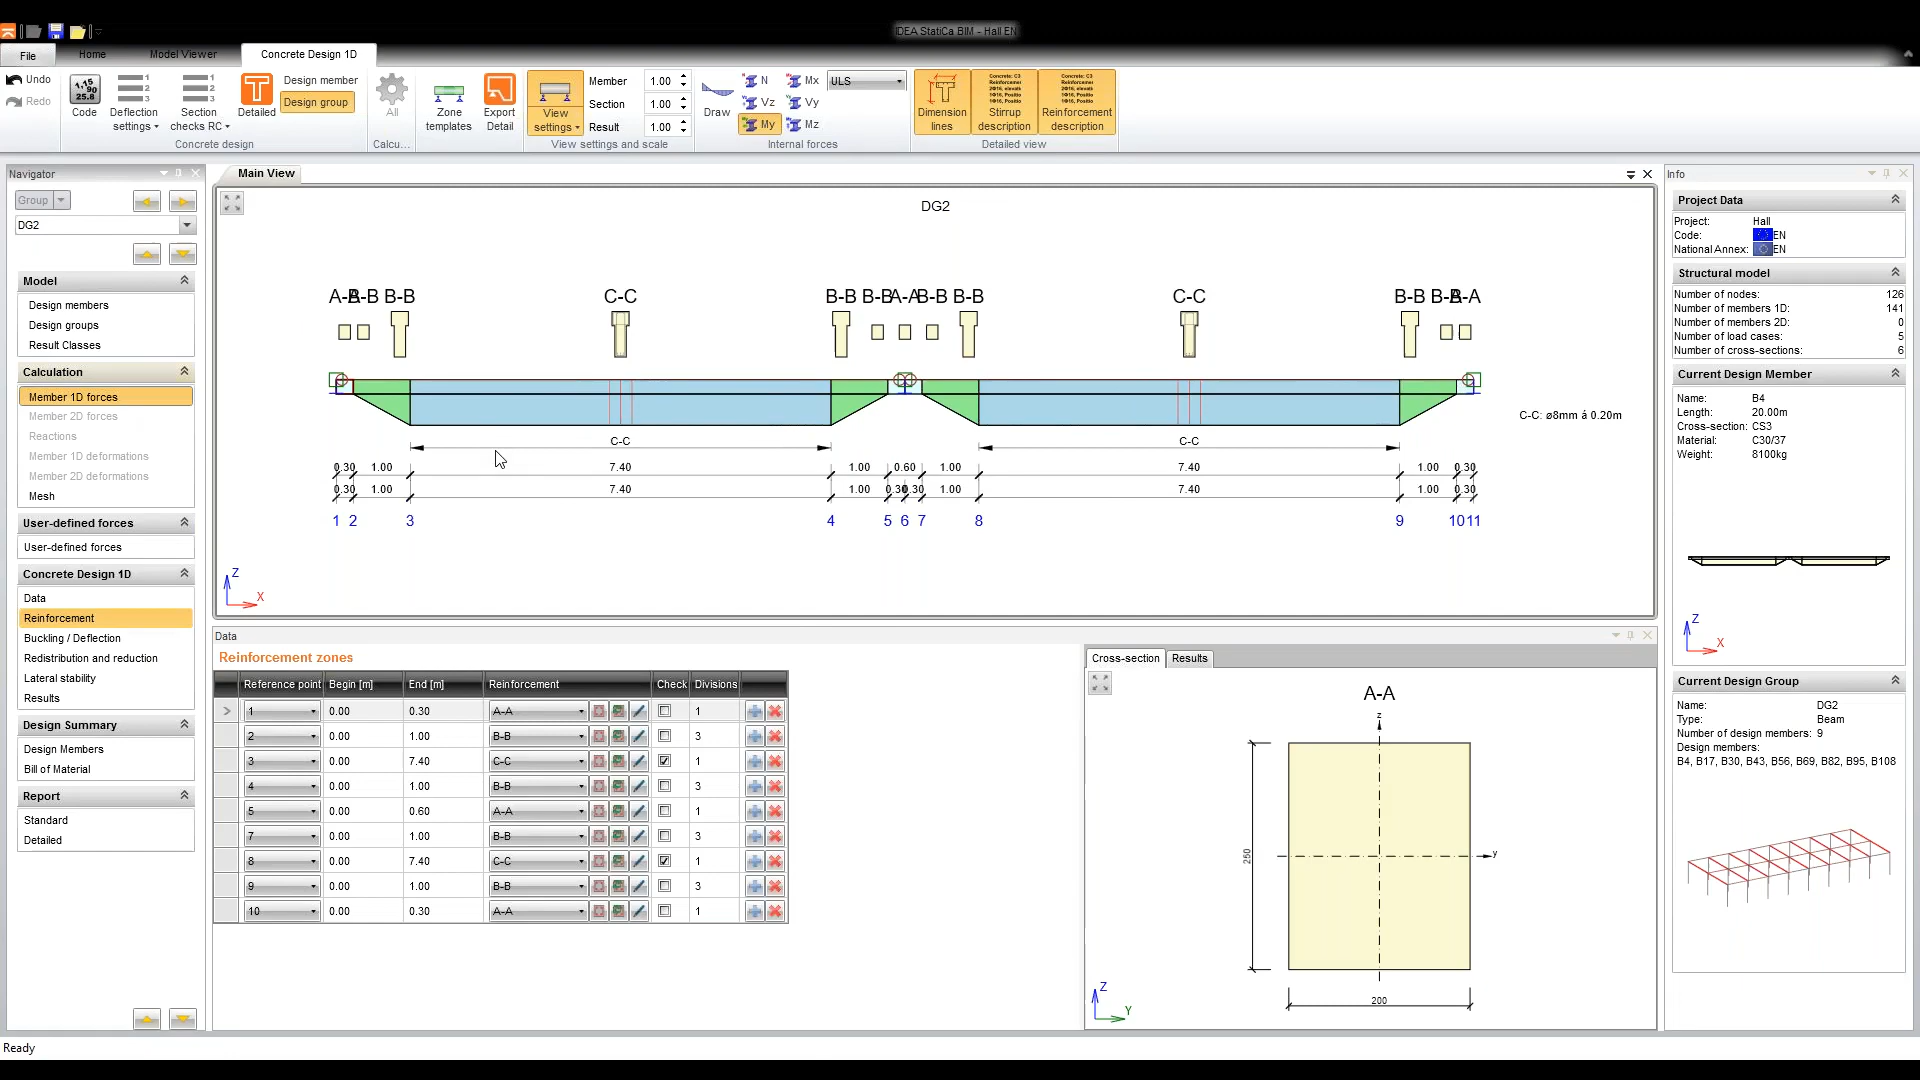 IDEA StatiCa BIM - Hall EN
File
Home
Model Viewer
Concrete Design 1D
Undo
Redo
Code
Deflection settings
Section checks RC
Detailed
Design member
Design group
Concrete design
All
Calcu...
Zone templates
Export Detail
View settings
Member 1.00
Section 1.00
Result 1.00
View settings and scale
Draw
N
Mx
ULS
Vz
Vy
My
Mz
Internal forces
Dimension lines
Stirrup description
Reinforcement description
Detailed view
Navigator
Group
DG2
Model
Design members
Design groups
Result Classes
Calculation
Member 1D forces
Member 2D forces
Reactions
Member 1D deformations
Member 2D deformations
Mesh
User-defined forces
User-defined forces
Concrete Design 1D
Data
Reinforcement
Buckling / Deflection
Redistribution and reduction
Lateral stability
Results
Design Summary
Design Members
Bill of Material
Report
Standard
Detailed
Main View
DG2
A-B B-B B-B C-C B-B B-B A-A B-B B-B C-C B-B B-B A-A
C-C: ø8mm á 0.20m
C-C C-C
0.30 1.00 7.40 1.00 0.60 1.00 7.40 1.00 0.30
0.30 1.00 7.40 1.00 0.30 0.30 1.00 7.40 1.00 0.30
1 2 3 4 5 6 7 8 9 10 11
Z
X
Data
Reinforcement zones
Reference point Begin [m] End [m] Reinforcement Check Divisions
1 0.00 0.30 A-A 1
2 0.00 1.00 B-B 3
3 0.00 7.40 C-C 1
4 0.00 1.00 B-B 3
5 0.00 0.60 A-A 1
7 0.00 1.00 B-B 3
8 0.00 7.40 C-C 1
9 0.00 1.00 B-B 3
10 0.00 0.30 A-A 1
Cross-section Results
A-A
z
y
250
200
Z
Y
Info
Project Data
Project: Hall
Code: EN
National Annex: EN
Structural model
Number of nodes: 126
Number of members 1D: 141
Number of members 2D: 0
Number of load cases: 5
Number of cross-sections: 6
Current Design Member
Name: B4
Length: 20.00m
Cross-section: CS3
Material: C30/37
Weight: 8100kg
Z
X
Current Design Group
Name: DG2
Type: Beam
Number of design members: 9
Design members:
B4, B17, B30, B43, B56, B69, B82, B95, B108
Ready